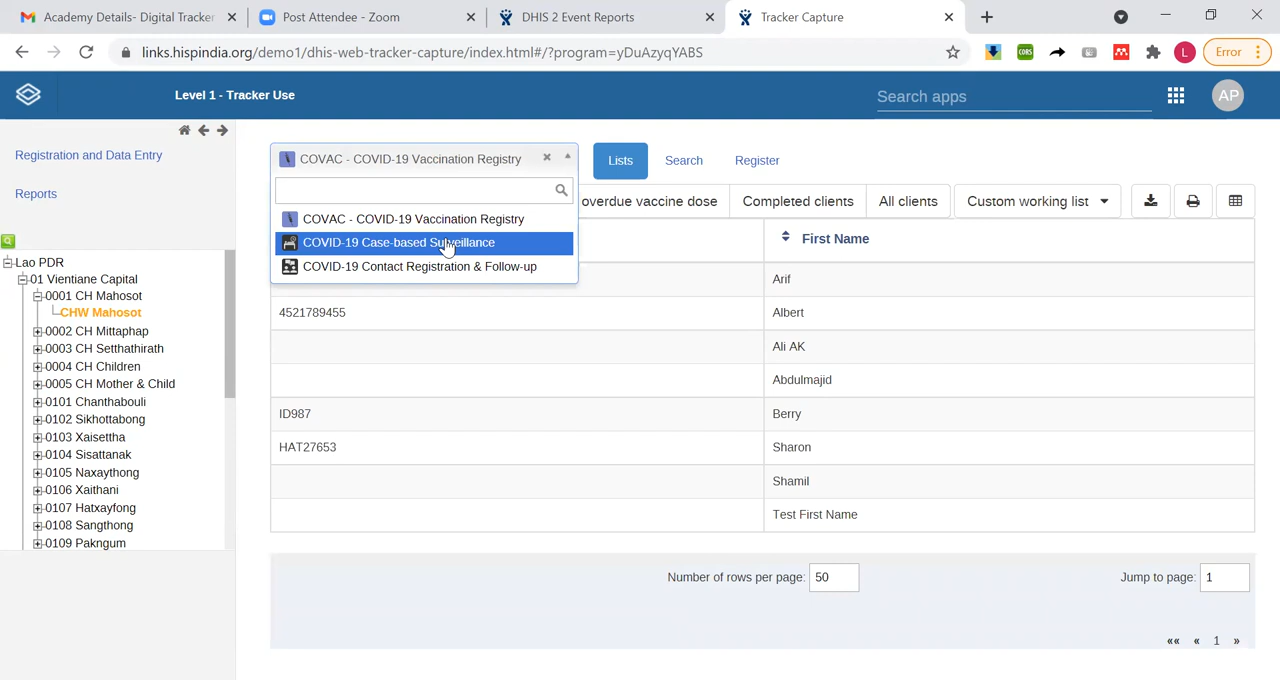 Academy Details- Digital Tracker
Post Attendee - Zoom
DHIS 2 Event Reports
Tracker Capture
links.hispindia.org/demo1/dhis-web-tracker-capture/index.html#/?program=yDuAzyqYABS
CORS
L
Error
Level 1 - Tracker Use
Search apps
AP
Registration and Data Entry
Reports
Lao PDR
01 Vientiane Capital
0001 CH Mahosot
CHW Mahosot
0002 CH Mittaphap
0003 CH Setthathirath
0004 CH Children
0005 CH Mother & Child
0101 Chanthabouli
0102 Sikhottabong
0103 Xaisettha
0104 Sisattanak
0105 Naxaythong
0106 Xaithani
0107 Hatxayfong
0108 Sangthong
0109 Pakngum
COVAC - COVID-19 Vaccination Registry
Lists
Search
Register
COVAC - COVID-19 Vaccination Registry
COVID-19 Case-based Surveillance
COVID-19 Contact Registration & Follow-up
overdue vaccine dose
Completed clients
All clients
Custom working list
First Name
Arif
4521789455 Albert
Ali AK
Abdulmajid
ID987 Berry
HAT27653 Sharon
Shamil
Test First Name
Number of rows per page: 50
Jump to page: 1
«« « 1 »